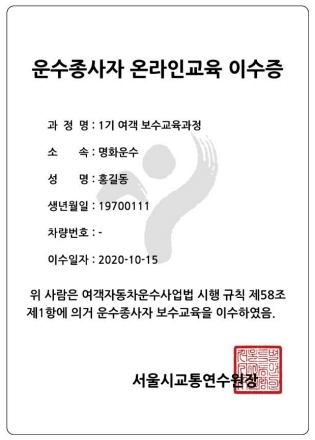 운수종사자 온라인교육 이수증
과 정 명 : 1기 여객 보수교육과정
소 속 : 명화운수
성 명 : 홍길동
생년월일 : 19700111
차량번호 : -
이수일자 : 2020-10-15
위 사람은 여객자동차운수사업법 시행 규칙 제58조
제1항에 의거 운수종사자 보수교육을 이수하였음.
서울시교통연수원장